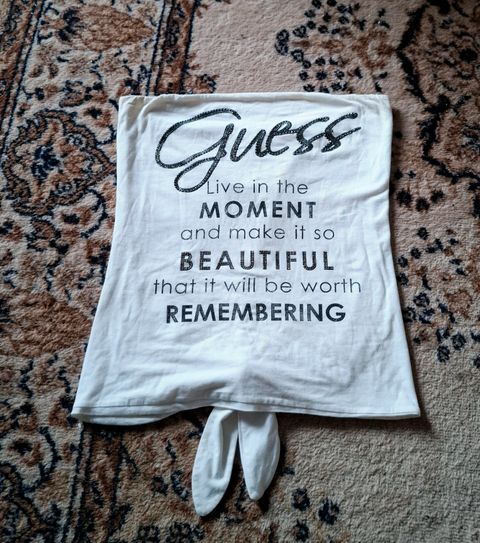 Guess
Live in the
MOMENT
and make it so
BEAUTIFUL
that it will be worth
REMEMBERING